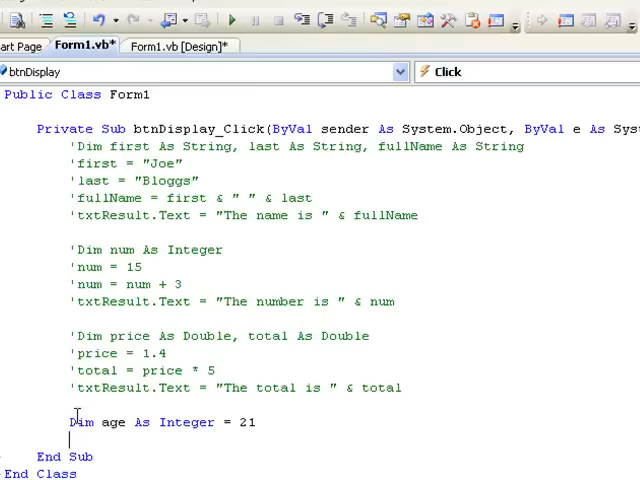 art Page
Form1.vb*
Form1.vb [Design]*
btnDisplay
Click
Public Class Form1
Private Sub btnDisplay_Click(ByVal sender As System.Object, ByVal e As Sys
'Dim first As String, last As String, fullName As String
'first = "Joe"
'last = "Bloggs"
'fullName = first & " " & last
'txtResult.Text = "The name is " & fullName
'Dim num As Integer
'num = 15
'num = num + 3
'txtResult.Text = "The number is " & num
'Dim price As Double, total As Double
'price = 1.4
'total = price * 5
'txtResult.Text = "The total is " & total
Dim age As Integer = 21
End Sub
End Class